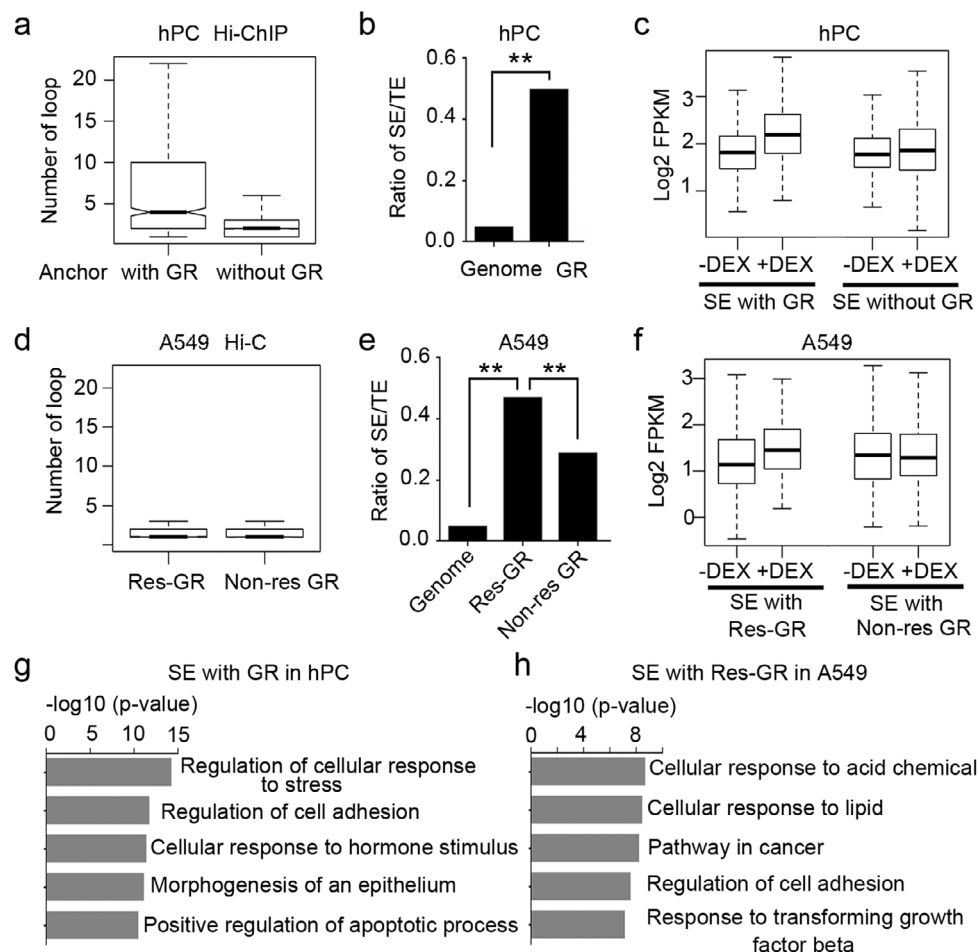 a
hPC Hi-ChIP
Number of loop
20
15
10
5
Anchor with GR without GR
b
hPC
**
Ratio of SE/TE
0.6
0.4
0.2
0.0
Genome GR
c
hPC
Log2 FPKM
3
2
1
-DEX +DEX -DEX +DEX
SE with GR SE without GR
d
A549 Hi-C
Number of loop
20
15
10
5
Res-GR Non-res GR
e
A549
** **
Ratio of SE/TE
0.6
0.4
0.2
0.0
Genome
Res-GR
Non-res GR
f
A549
Log2 FPKM
3
2
1
0
-DEX +DEX -DEX +DEX
SE with SE with
Res-GR Non-res GR
g
SE with GR in hPC
-log10 (p-value)
0 5 10 15
Regulation of cellular response
to stress
Regulation of cell adhesion
Cellular response to hormone stimulus
Morphogenesis of an epithelium
Positive regulation of apoptotic process
h
SE with Res-GR in A549
-log10 (p-value)
0 4 8
Cellular response to acid chemical
Cellular response to lipid
Pathway in cancer
Regulation of cell adhesion
Response to transforming growth
factor beta